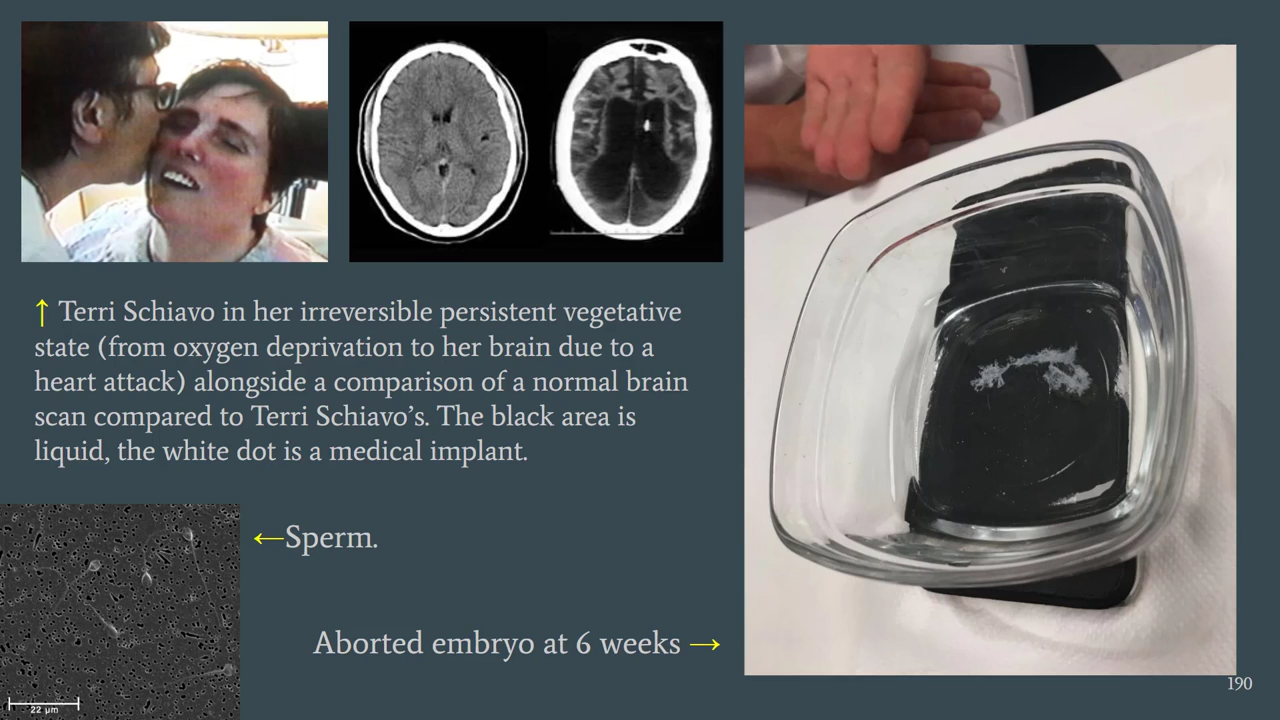 ↑ Terri Schiavo in her irreversible persistent vegetative
state (from oxygen deprivation to her brain due to a
heart attack) alongside a comparison of a normal brain
scan compared to Terri Schiavo’s. The black area is
liquid, the white dot is a medical implant.
←Sperm.
Aborted embryo at 6 weeks →
22 µm
190